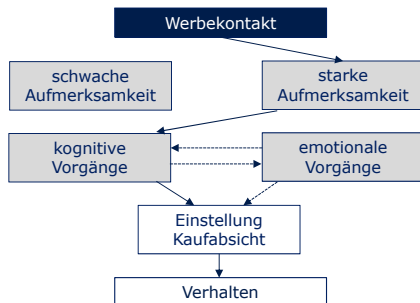 Werbekontakt
schwache
Aufmerksamkeit
starke
Aufmerksamkeit
kognitive
Vorgänge
emotionale
Vorgänge
Einstellung
Kaufabsicht
Verhalten